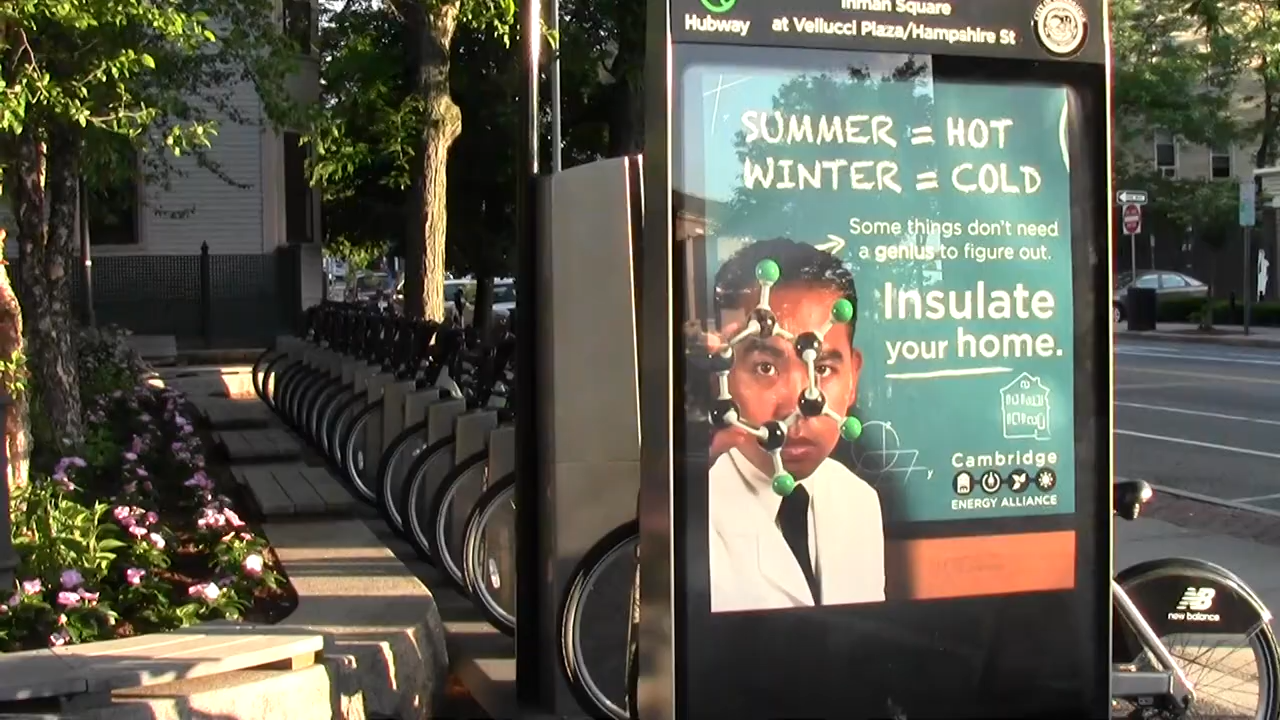 Inman Square
Hubway
at Vellucci Plaza/Hampshire St
SUMMER = HOT
WINTER = COLD
Some things don't need
a genius to figure out.
Insulate
your home.
Cambridge
ENERGY ALLIANCE
NB
new balance